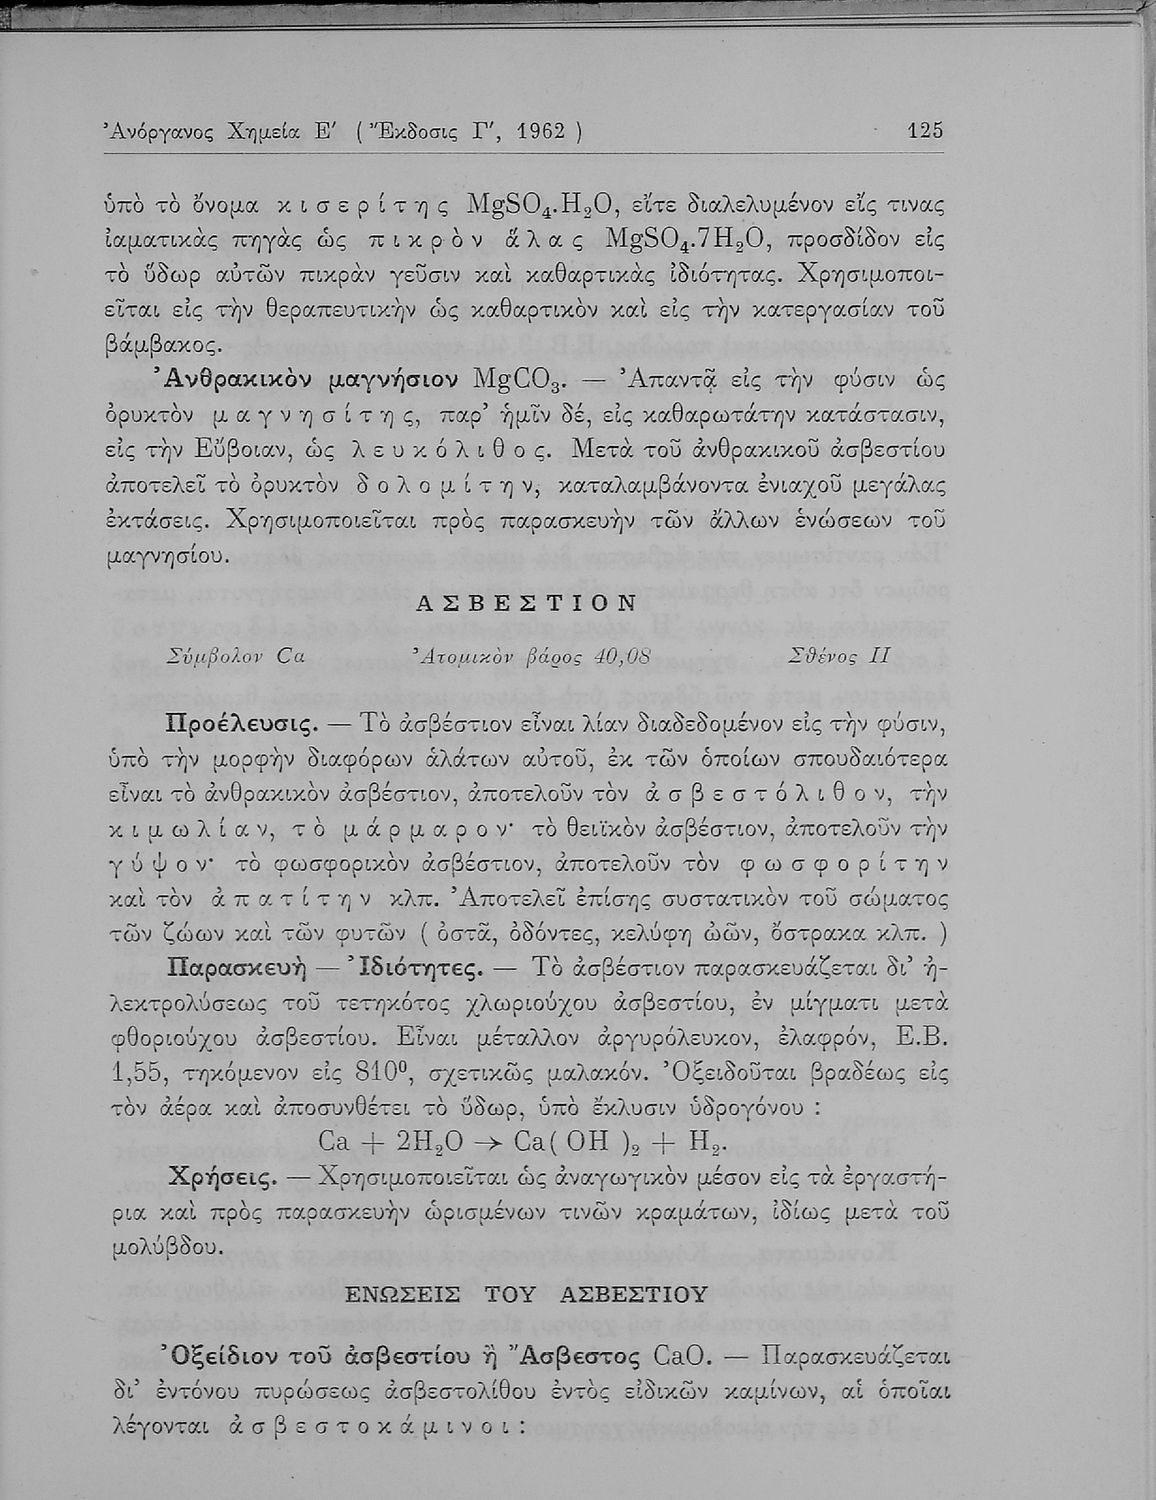 Ἀνόργανος Χημεία Ε′ ( Ἔκδοσις Γ′, 1962 ) 125
ὑπὸ τὸ ὄνομα κισερίτης MgSO₄.H₂O, εἴτε διαλελυμένον εἴς τινας
ἰαματικὰς πηγὰς ὡς πικρὸν ἅλας MgSO₄.7H₂O, προσδίδον εἰς
τὸ ὕδωρ αὐτῶν πικρὰν γεῦσιν καὶ καθαρτικὰς ἰδιότητας. Χρησιμοποι-
εῖται εἰς τὴν θεραπευτικὴν ὡς καθαρτικὸν καὶ εἰς τὴν κατεργασίαν τοῦ
βάμβακος.
Ἀνθρακικὸν μαγνήσιον MgCO₃. — Ἀπαντᾷ εἰς τὴν φύσιν ὡς
ὀρυκτὸν μαγνησίτης, παρ’ ἡμῖν δέ, εἰς καθαρωτάτην κατάστασιν,
εἰς τὴν Εὔβοιαν, ὡς λευκόλιθος. Μετὰ τοῦ ἀνθρακικοῦ ἀσβεστίου
ἀποτελεῖ τὸ ὀρυκτὸν δολομίτην, καταλαμβάνοντα ἐνιαχοῦ μεγάλας
ἐκτάσεις. Χρησιμοποιεῖται πρὸς παρασκευὴν τῶν ἄλλων ἑνώσεων τοῦ
μαγνησίου.
ΑΣΒΕΣΤΙΟΝ
Σύμβολον Ca Ἀτομικὸν βάρος 40,08 Σθένος II
Προέλευσις. — Τὸ ἀσβέστιον εἶναι λίαν διαδεδομένον εἰς τὴν φύσιν,
ὑπὸ τὴν μορφὴν διαφόρων ἁλάτων αὐτοῦ, ἐκ τῶν ὁποίων σπουδαιότερα
εἶναι τὸ ἀνθρακικὸν ἀσβέστιον, ἀποτελοῦν τὸν ἀσβεστόλιθον, τὴν
κιμωλίαν, τὸ μάρμαρον· τὸ θειϊκὸν ἀσβέστιον, ἀποτελοῦν τὴν
γύψον· τὸ φωσφορικὸν ἀσβέστιον, ἀποτελοῦν τὸν φωσφορίτην
καὶ τὸν ἀπατίτην κλπ. Ἀποτελεῖ ἐπίσης συστατικὸν τοῦ σώματος
τῶν ζώων καὶ τῶν φυτῶν ( ὀστᾶ, ὀδόντες, κελύφη ὠῶν, ὄστρακα κλπ. )
Παρασκευὴ — Ἰδιότητες. — Τὸ ἀσβέστιον παρασκευάζεται δι’ ἠ-
λεκτρολύσεως τοῦ τετηκότος χλωριούχου ἀσβεστίου, ἐν μίγματι μετὰ
φθοριούχου ἀσβεστίου. Εἶναι μέταλλον ἀργυρόλευκον, ἐλαφρόν, Ε.Β.
1,55, τηκόμενον εἰς 810⁰, σχετικῶς μαλακόν. Ὀξειδοῦται βραδέως εἰς
τὸν ἀέρα καὶ ἀποσυνθέτει τὸ ὕδωρ, ὑπὸ ἔκλυσιν ὑδρογόνου :
Ca + 2H₂O → Ca( OH )₂ + H₂.
Χρήσεις. — Χρησιμοποιεῖται ὡς ἀναγωγικὸν μέσον εἰς τὰ ἐργαστή-
ρια καὶ πρὸς παρασκευὴν ὡρισμένων τινῶν κραμάτων, ἰδίως μετὰ τοῦ
μολύβδου.
ΕΝΩΣΕΙΣ ΤΟΥ ΑΣΒΕΣΤΙΟΥ
Ὀξείδιον τοῦ ἀσβεστίου ἢ Ἄσβεστος CaO. — Παρασκευάζεται
δι’ ἐντόνου πυρώσεως ἀσβεστολίθου ἐντὸς εἰδικῶν καμίνων, αἱ ὁποῖαι
λέγονται ἀσβεστοκάμινοι :